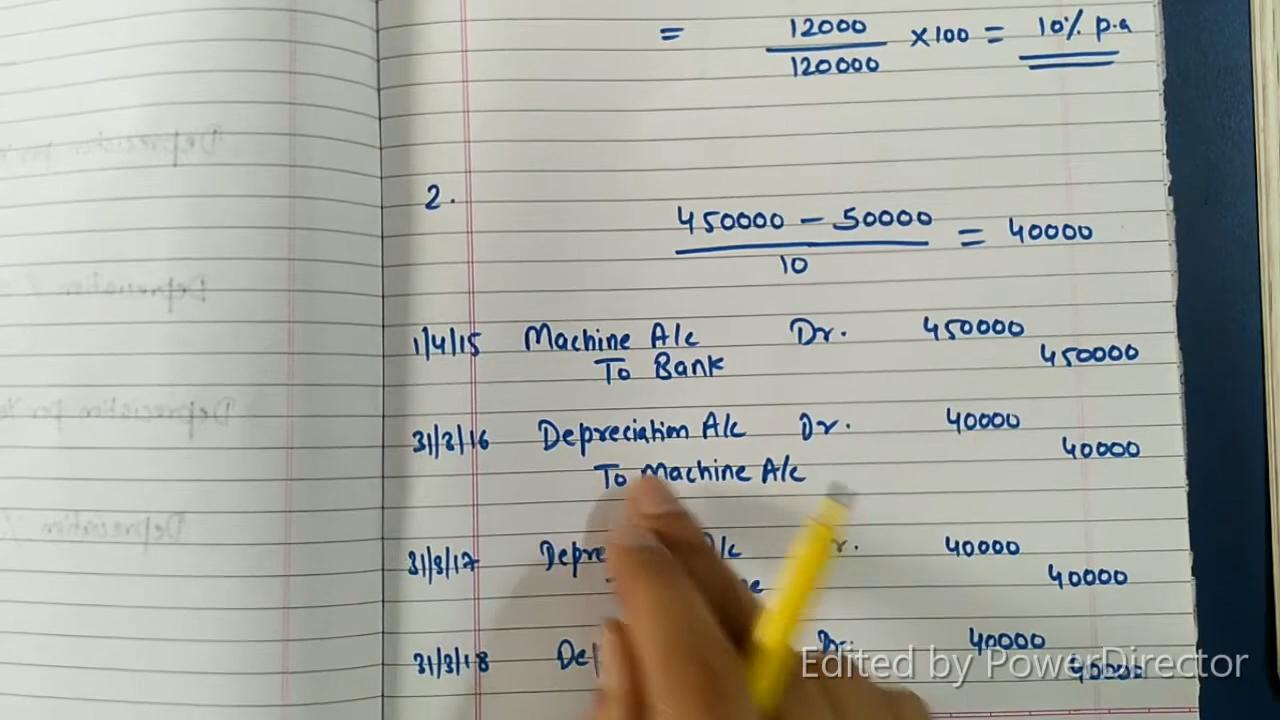 = 12000/120000 ×100 = 10% p.a
2.
450000 - 50000 / 10 = 40000
1/4/15 Machine A/c Dr. 450000
To Bank 450000
31/3/16 Depreciation A/c Dr. 40000
To Machine A/c 40000
31/3/17 A/c 40000
40000
31/3/18 Dr. 40000
Edited by PowerDirector